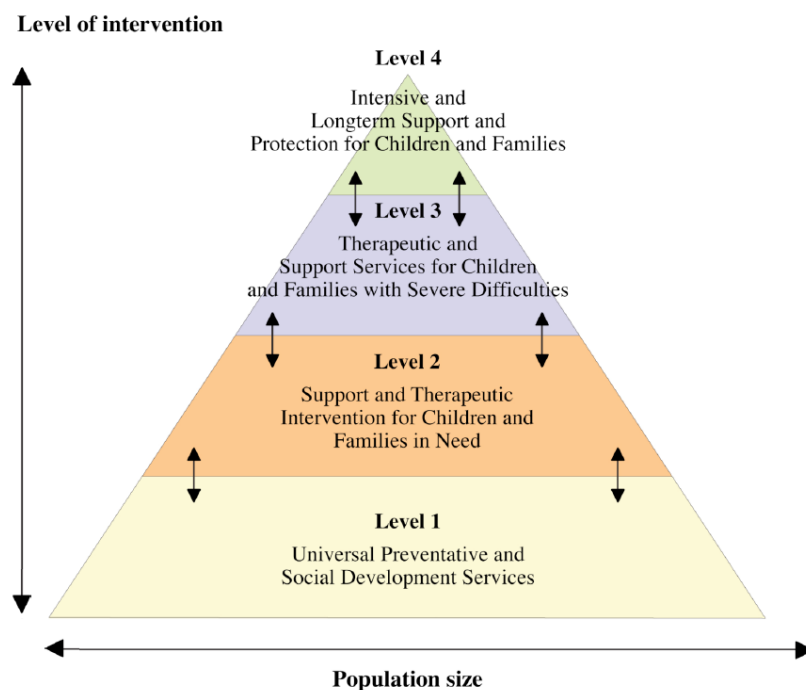 Level of intervention
Level 4
Intensive and
Longterm Support and
Protection for Children and Families
Level 3
Therapeutic and
Support Services for Children
and Families with Severe Difficulties
Level 2
Support and Therapeutic
Intervention for Children and
Families in Need
Level 1
Universal Preventative and
Social Development Services
Population size